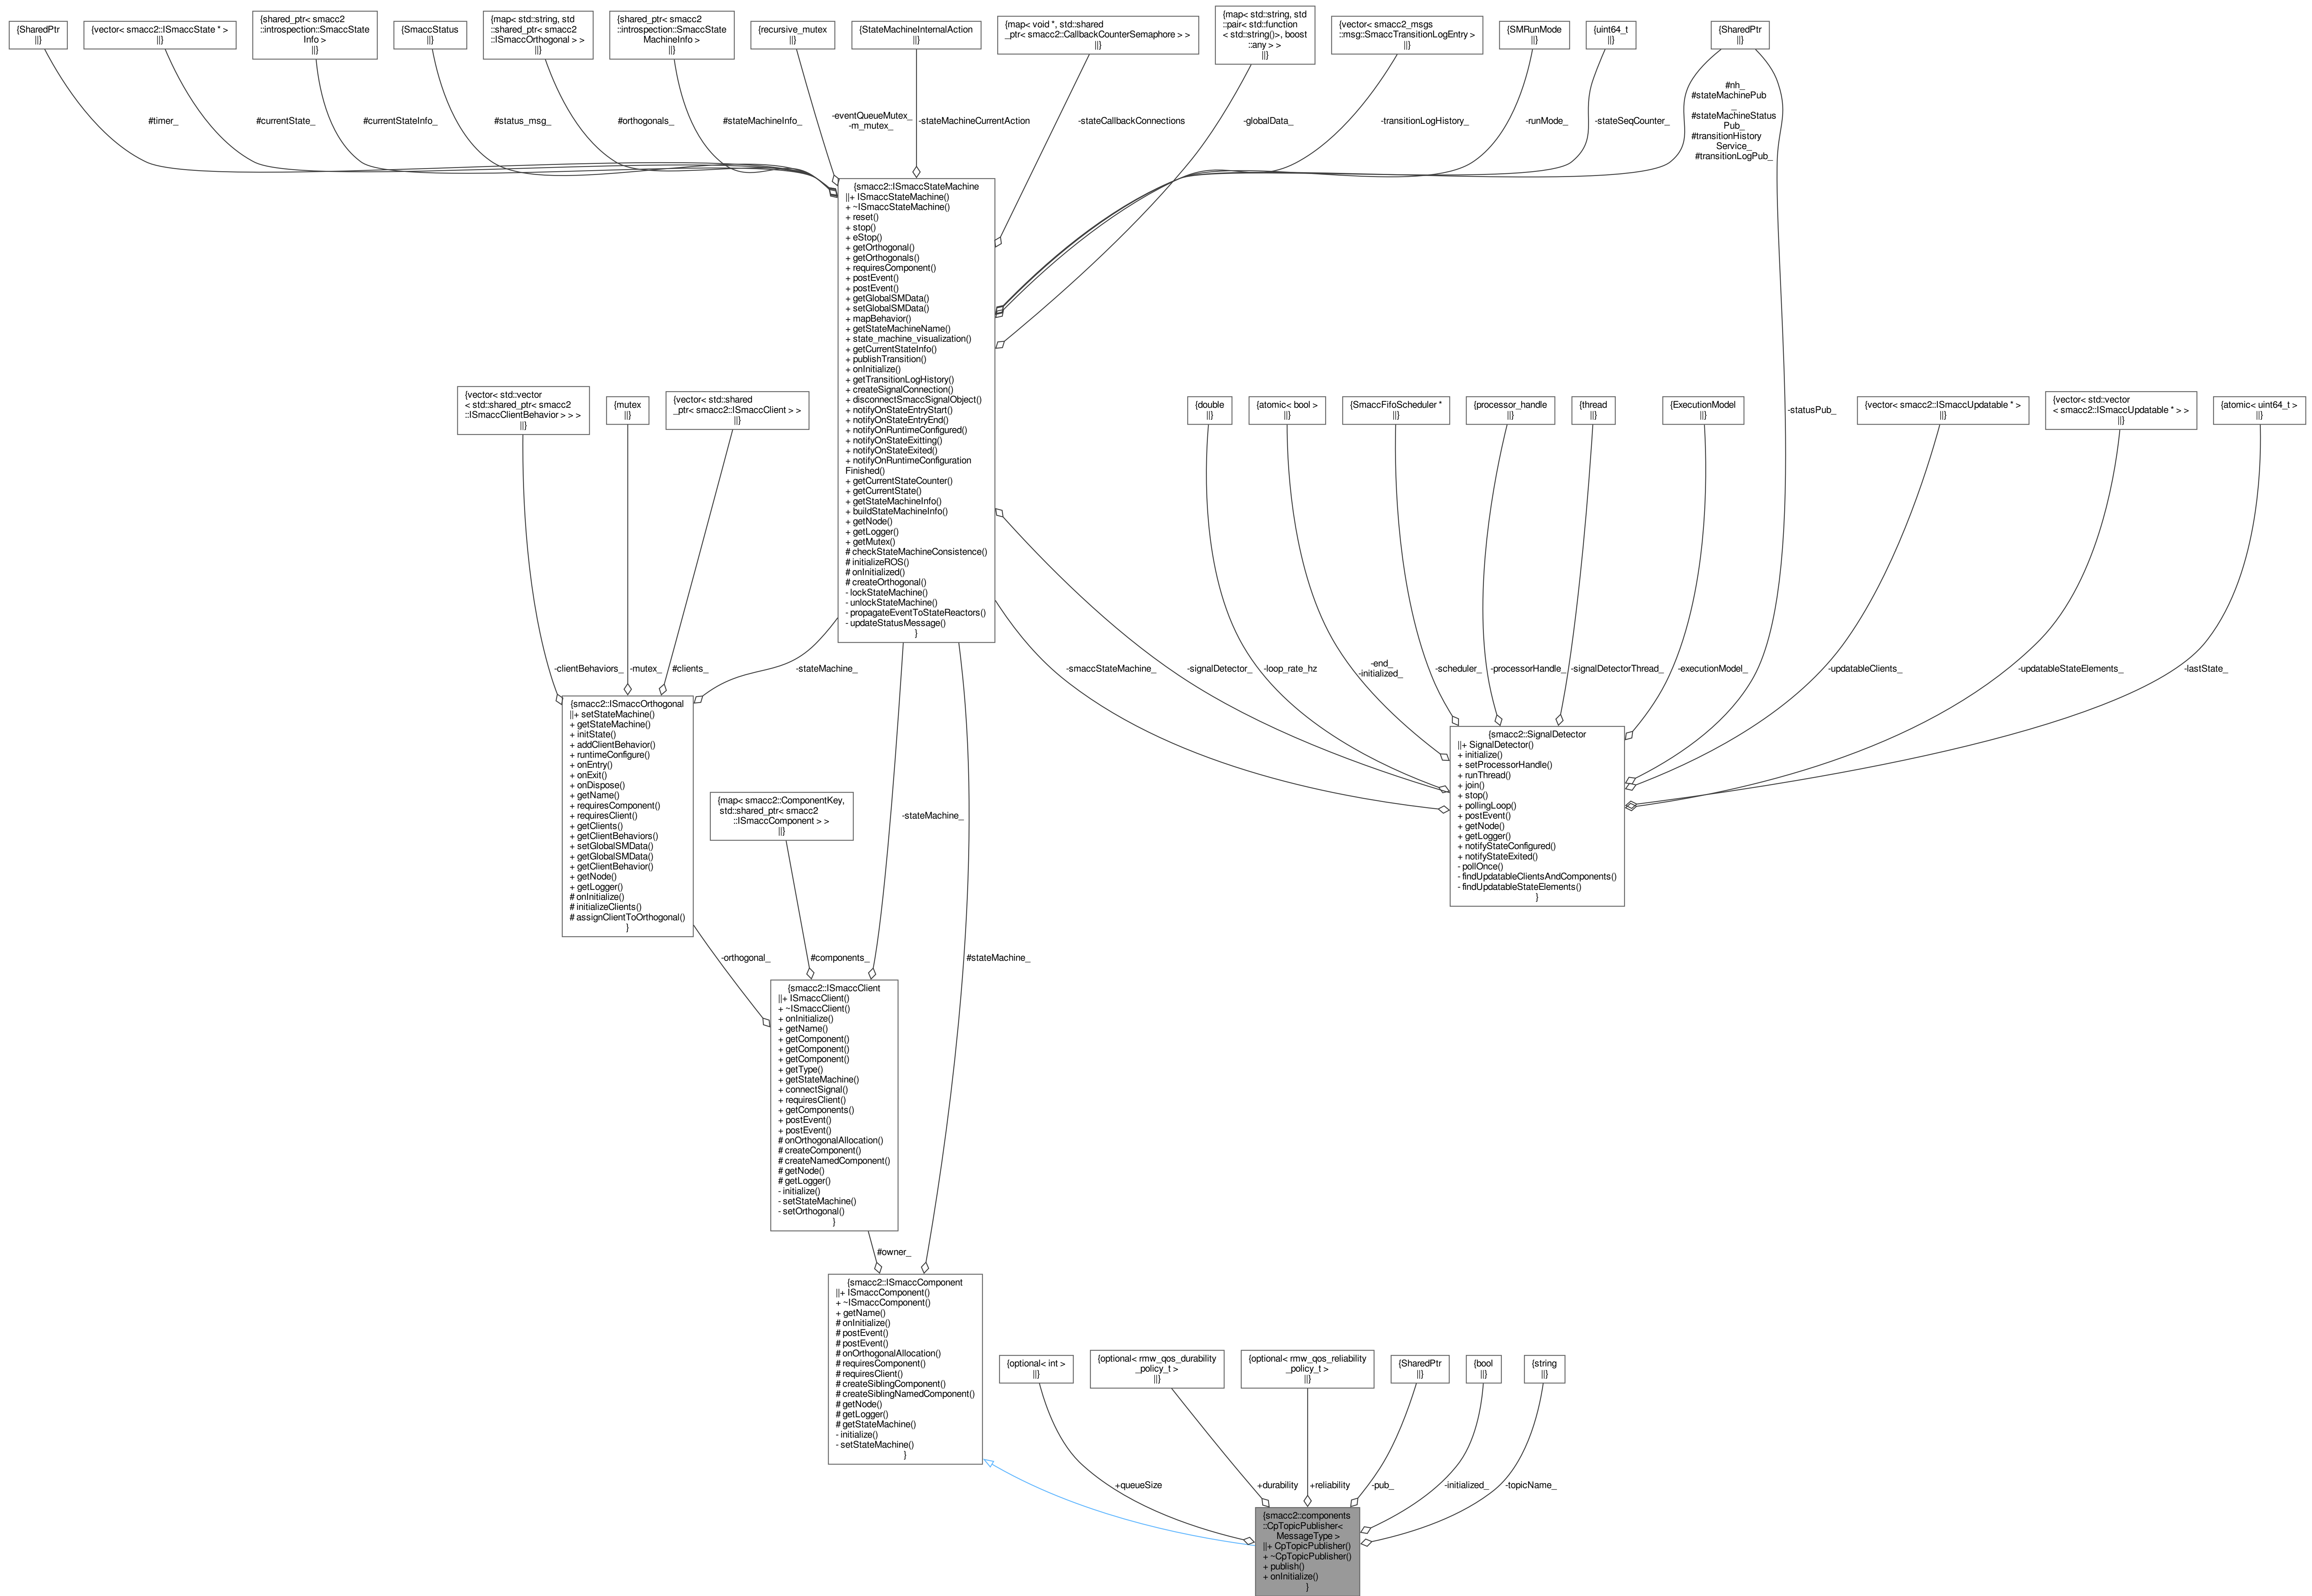 {SharedPtr
||}
{vector< smacc2::ISmaccState * >
||}
{shared_ptr< smacc2
::introspection::SmaccState
Info >
||}
{SmaccStatus
||}
{map< std::string, std
::shared_ptr< smacc2
::ISmaccOrthogonal > >
||}
{shared_ptr< smacc2
::introspection::SmaccState
MachineInfo >
||}
{recursive_mutex
||}
{StateMachineInternalAction
||}
{map< void *, std::shared
_ptr< smacc2::CallbackCounterSemaphore > >
||}
{map< std::string, std
::pair< std::function
< std::string()>, boost
::any > >
||}
{vector< smacc2_msgs
::msg::SmaccTransitionLogEntry >
||}
{SMRunMode
||}
{uint64_t
||}
{SharedPtr
||}
#timer_
#currentState_
#currentStateInfo_
#status_msg_
#orthogonals_
#stateMachineInfo_
-eventQueueMutex_
-m_mutex_
-stateMachineCurrentAction
-stateCallbackConnections
-globalData_
-transitionLogHistory_
-runMode_
-stateSeqCounter_
#nh_
#stateMachinePub
_
#stateMachineStatus
Pub_
#transitionHistory
Service_
#transitionLogPub_
{smacc2::ISmaccStateMachine
||+ ISmaccStateMachine()
+ ~ISmaccStateMachine()
+ reset()
+ stop()
+ eStop()
+ getOrthogonal()
+ getOrthogonals()
+ requiresComponent()
+ postEvent()
+ postEvent()
+ getGlobalSMData()
+ setGlobalSMData()
+ mapBehavior()
+ getStateMachineName()
+ state_machine_visualization()
+ getCurrentStateInfo()
+ publishTransition()
+ onInitialize()
+ getTransitionLogHistory()
+ createSignalConnection()
+ disconnectSmaccSignalObject()
+ notifyOnStateEntryStart()
+ notifyOnStateEntryEnd()
+ notifyOnRuntimeConfigured()
+ notifyOnStateExitting()
+ notifyOnStateExited()
+ notifyOnRuntimeConfiguration
Finished()
+ getCurrentStateCounter()
+ getCurrentState()
+ getStateMachineInfo()
+ buildStateMachineInfo()
+ getNode()
+ getLogger()
+ getMutex()
# checkStateMachineConsistence()
# initializeROS()
# onInitialized()
# createOrthogonal()
- lockStateMachine()
- unlockStateMachine()
- propagateEventToStateReactors()
- updateStatusMessage()
}
{vector< std::vector
< std::shared_ptr< smacc2
::ISmaccClientBehavior > > >
||}
{mutex
||}
{vector< std::shared
_ptr< smacc2::ISmaccClient > >
||}
{double
||}
{atomic< bool >
||}
{SmaccFifoScheduler *
||}
{processor_handle
||}
{thread
||}
{ExecutionModel
||}
-statusPub_
{vector< smacc2::ISmaccUpdatable * >
||}
{vector< std::vector
< smacc2::ISmaccUpdatable * > >
||}
{atomic< uint64_t >
||}
-clientBehaviors_
-mutex_
#clients_
-stateMachine_
-smaccStateMachine_
-signalDetector_
-loop_rate_hz
-end_
-initialized_
-scheduler_
-processorHandle_
-signalDetectorThread_
-executionModel_
-updatableClients_
-updatableStateElements_
-lastState_
{smacc2::ISmaccOrthogonal
||+ setStateMachine()
+ getStateMachine()
+ initState()
+ addClientBehavior()
+ runtimeConfigure()
+ onEntry()
+ onExit()
+ onDispose()
+ getName()
+ requiresComponent()
+ requiresClient()
+ getClients()
+ getClientBehaviors()
+ setGlobalSMData()
+ getGlobalSMData()
+ getClientBehavior()
+ getNode()
+ getLogger()
# onInitialize()
# initializeClients()
# assignClientToOrthogonal()
}
{smacc2::SignalDetector
||+ SignalDetector()
+ initialize()
+ setProcessorHandle()
+ runThread()
+ join()
+ stop()
+ pollingLoop()
+ postEvent()
+ getNode()
+ getLogger()
+ notifyStateConfigured()
+ notifyStateExited()
- pollOnce()
- findUpdatableClientsAndComponents()
- findUpdatableStateElements()
}
{map< smacc2::ComponentKey,
std::shared_ptr< smacc2
::ISmaccComponent > >
||}
-stateMachine_
-orthogonal_
#components_
#stateMachine_
{smacc2::ISmaccClient
||+ ISmaccClient()
+ ~ISmaccClient()
+ onInitialize()
+ getName()
+ getComponent()
+ getComponent()
+ getComponent()
+ getType()
+ getStateMachine()
+ connectSignal()
+ requiresClient()
+ getComponents()
+ postEvent()
+ postEvent()
# onOrthogonalAllocation()
# createComponent()
# createNamedComponent()
# getNode()
# getLogger()
- initialize()
- setStateMachine()
- setOrthogonal()
}
#owner_
{smacc2::ISmaccComponent
||+ ISmaccComponent()
+ ~ISmaccComponent()
+ getName()
# onInitialize()
# postEvent()
# postEvent()
# onOrthogonalAllocation()
# requiresComponent()
# requiresClient()
# createSiblingComponent()
# createSiblingNamedComponent()
# getNode()
# getLogger()
# getStateMachine()
- initialize()
- setStateMachine()
}
{optional< int >
||}
{optional< rmw_qos_durability
_policy_t >
||}
{optional< rmw_qos_reliability
_policy_t >
||}
{SharedPtr
||}
{bool
||}
{string
||}
+queueSize
+durability
+reliability
-pub_
-initialized_
-topicName_
{smacc2::components
::CpTopicPublisher<
MessageType >
||+ CpTopicPublisher()
+ ~CpTopicPublisher()
+ publish()
+ onInitialize()
}